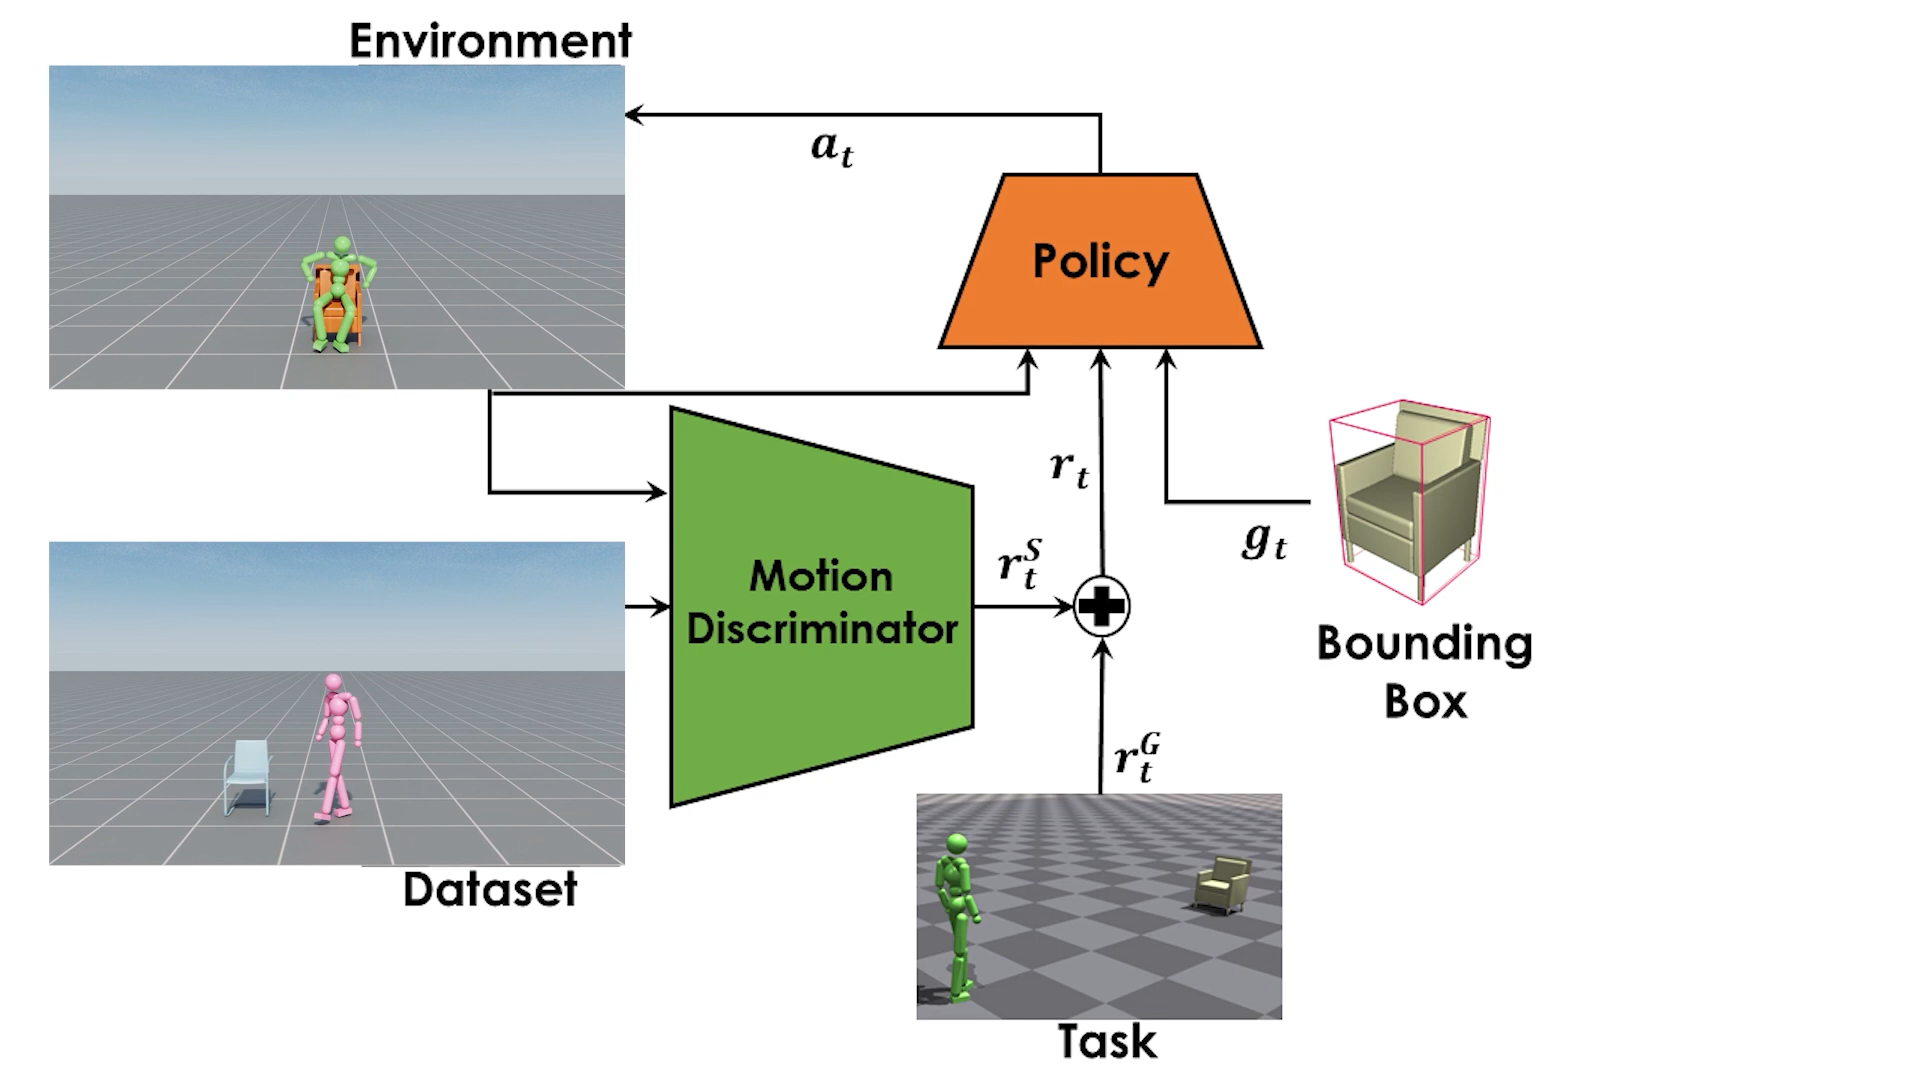 Environment
a_t
Policy
r_t
g_t
Motion
Discriminator
r_t^S
Bounding
Box
r_t^G
Dataset
Task